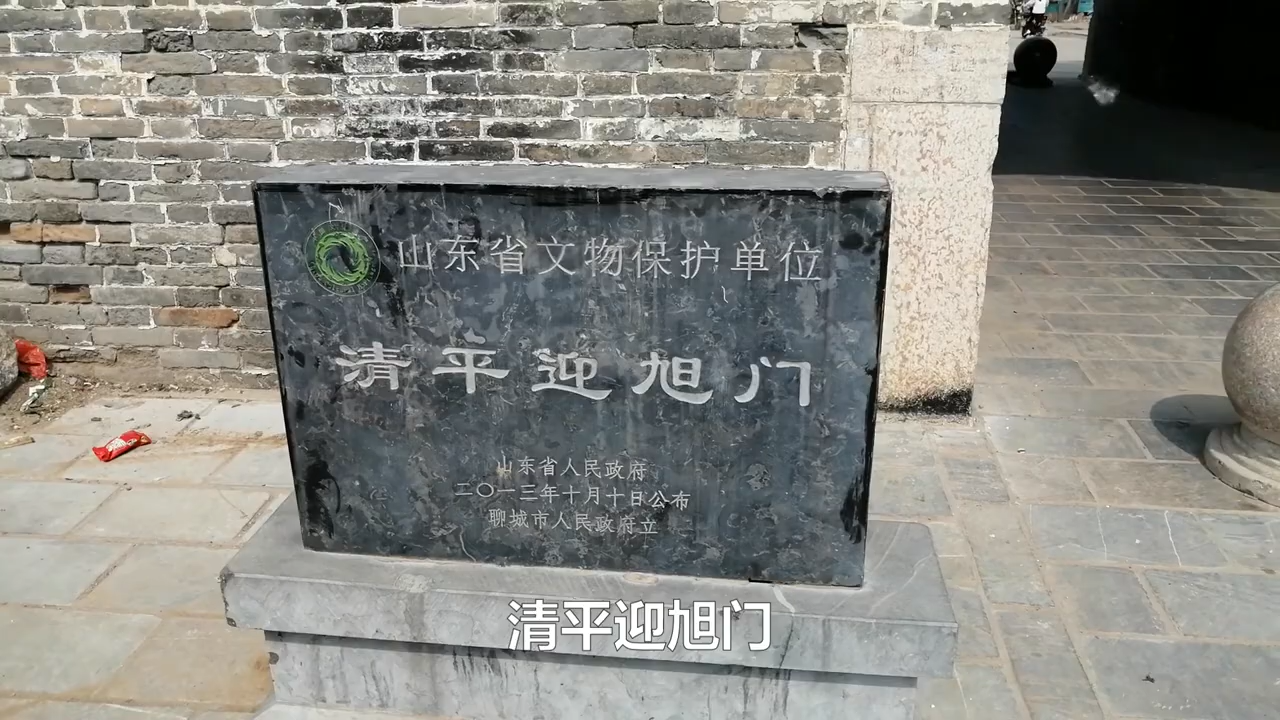 山东省文物保护单位
清平迎旭门
山东省人民政府
二〇一三年十月十日公布
聊城市人民政府立
清平迎旭门